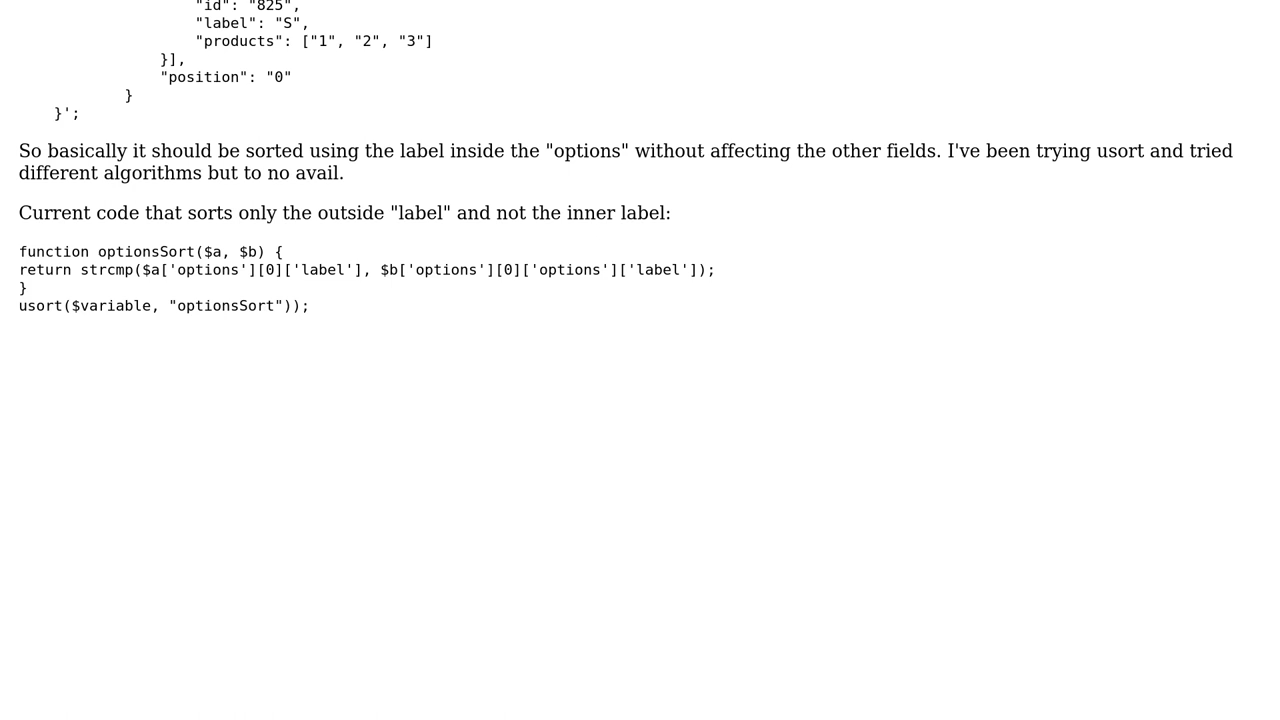 "id": "825",
"label": "S",
"products": ["1", "2", "3"]
}],
"position": "0"
}
}';
So basically it should be sorted using the label inside the "options" without affecting the other fields. I've been trying usort and tried
different algorithms but to no avail.
Current code that sorts only the outside "label" and not the inner label:
function optionsSort($a, $b) {
return strcmp($a['options'][0]['label'], $b['options'][0]['options']['label']);
}
usort($variable, "optionsSort"));